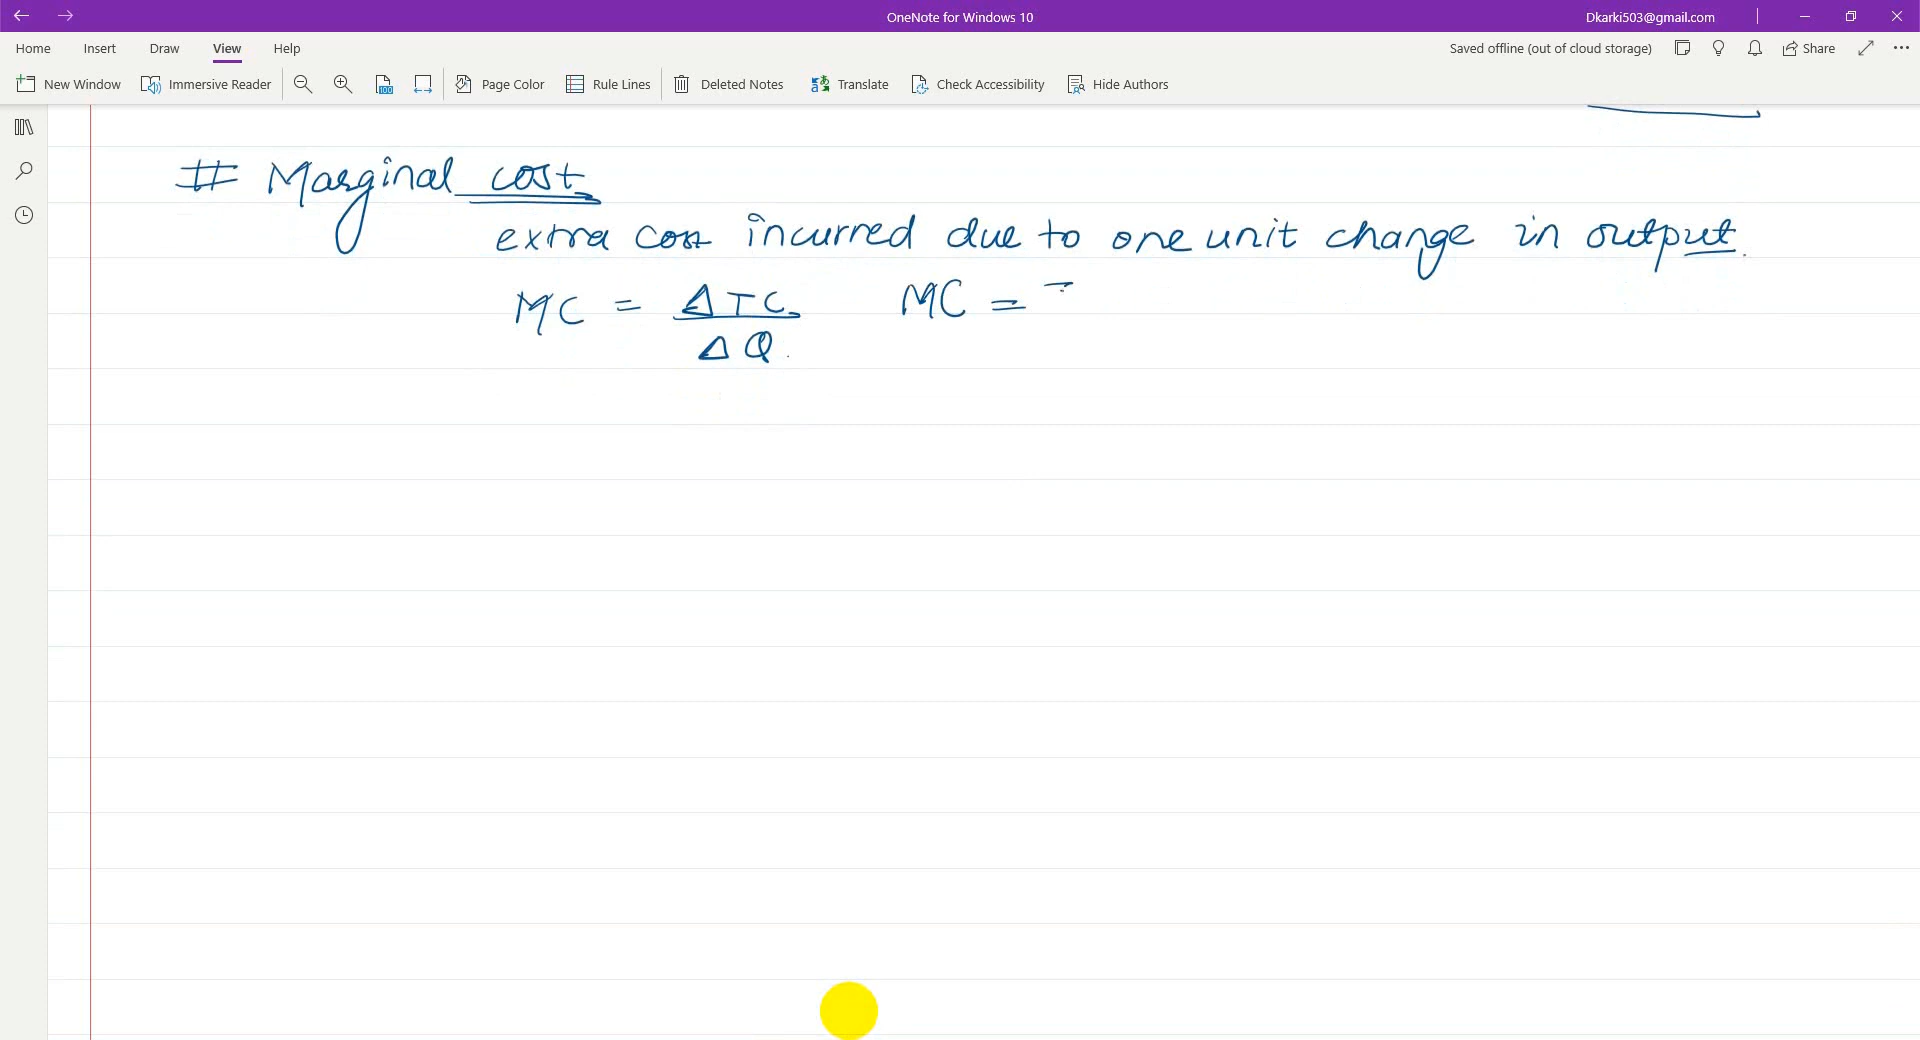 OneNote for Windows 10
Dkarki503@gmail.com
Home Insert Draw View Help
Saved offline (out of cloud storage) Share
New Window Immersive Reader 100 Page Color Rule Lines Deleted Notes Translate Check Accessibility Hide Authors
# Marginal cost
extra cost incurred due to one unit change in output.
MC = ΔTC / ΔQ MC =